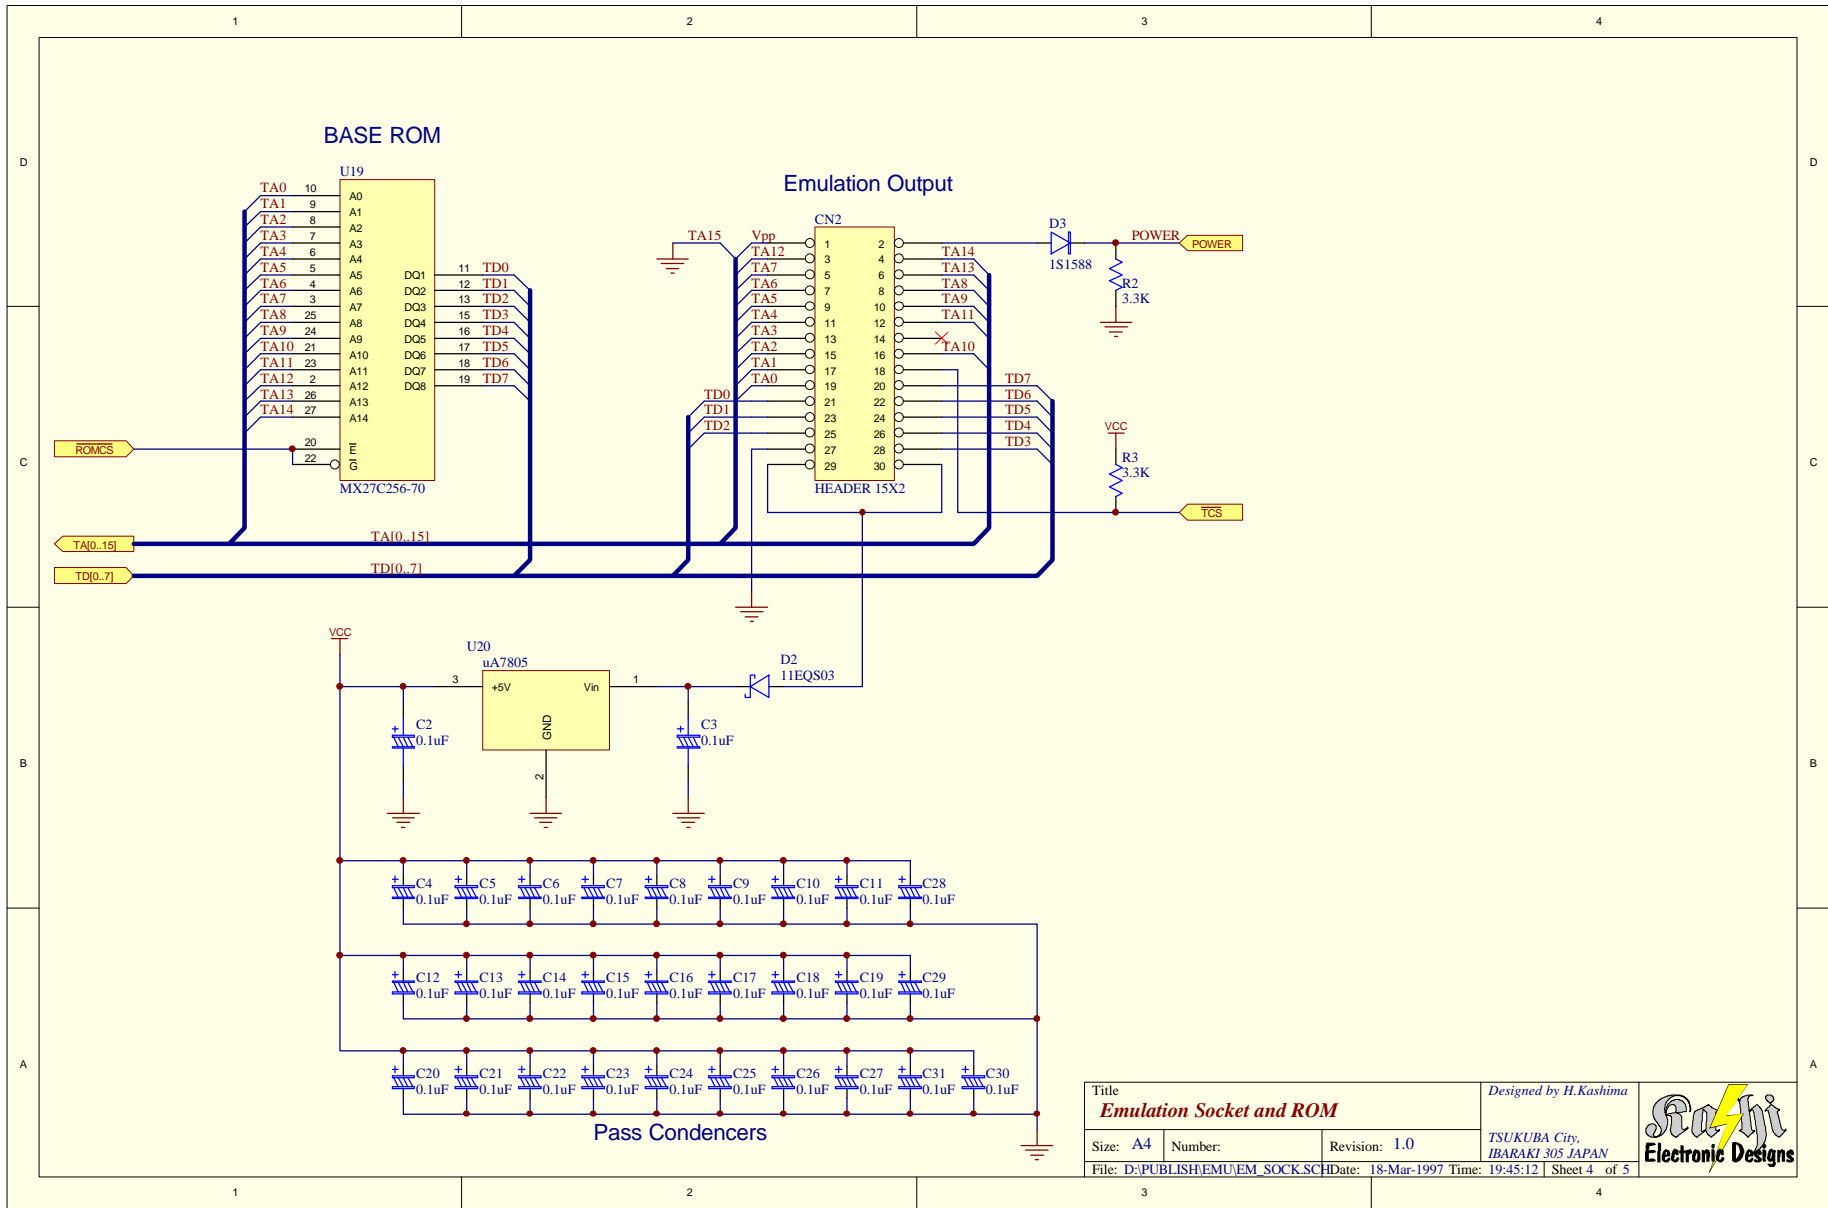 1 2 3 4
D D
C C
B B
A A
BASE ROM
U19
TA0 10 A0
TA1 9 A1
TA2 8 A2
TA3 7 A3
TA4 6 A4
TA5 5 A5
TA6 4 A6
TA7 3 A7
TA8 25 A8
TA9 24 A9
TA10 21 A10
TA11 23 A11
TA12 2 A12
TA13 26 A13
TA14 27 A14
20 E
22 G
DQ1 11 TD0
DQ2 12 TD1
DQ3 13 TD2
DQ4 15 TD3
DQ5 16 TD4
DQ6 17 TD5
DQ7 18 TD6
DQ8 19 TD7
MX27C256-70
ROMCS
TA[0..15] TA[0..15]
TD[0..7] TD[0..7]
Emulation Output
CN2
TA15
Vpp 1 2
TA12 3 4 TA14
TA7 5 6 TA13
TA6 7 8 TA8
TA5 9 10 TA9
TA4 11 12 TA11
TA3 13 14
TA2 15 16 TA10
TA1 17 18
TA0 19 20 TD7
TD0 21 22 TD6
TD1 23 24 TD5
TD2 25 26 TD4
27 28 TD3
29 30
HEADER 15X2
D3
1S1588
POWER POWER
R2
3.3K
VCC
R3
3.3K
TCS
VCC
U20
uA7805
3 +5V Vin 1
GND
2
D2
11EQS03
C2
0.1uF
C3
0.1uF
C4 C5 C6 C7 C8 C9 C10 C11 C28
0.1uF 0.1uF 0.1uF 0.1uF 0.1uF 0.1uF 0.1uF 0.1uF 0.1uF
C12 C13 C14 C15 C16 C17 C18 C19 C29
0.1uF 0.1uF 0.1uF 0.1uF 0.1uF 0.1uF 0.1uF 0.1uF 0.1uF
C20 C21 C22 C23 C24 C25 C26 C27 C31 C30
0.1uF 0.1uF 0.1uF 0.1uF 0.1uF 0.1uF 0.1uF 0.1uF 0.1uF 0.1uF
Pass Condencers
Title
Emulation Socket and ROM
Size: A4 Number: Revision: 1.0
File: D:\PUBLISH\EMU\EM_SOCK.SCH Date: 18-Mar-1997 Time: 19:45:12 Sheet 4 of 5
Designed by H.Kashima
TSUKUBA City,
IBARAKI 305 JAPAN
Electronic Designs
1 2 3 4